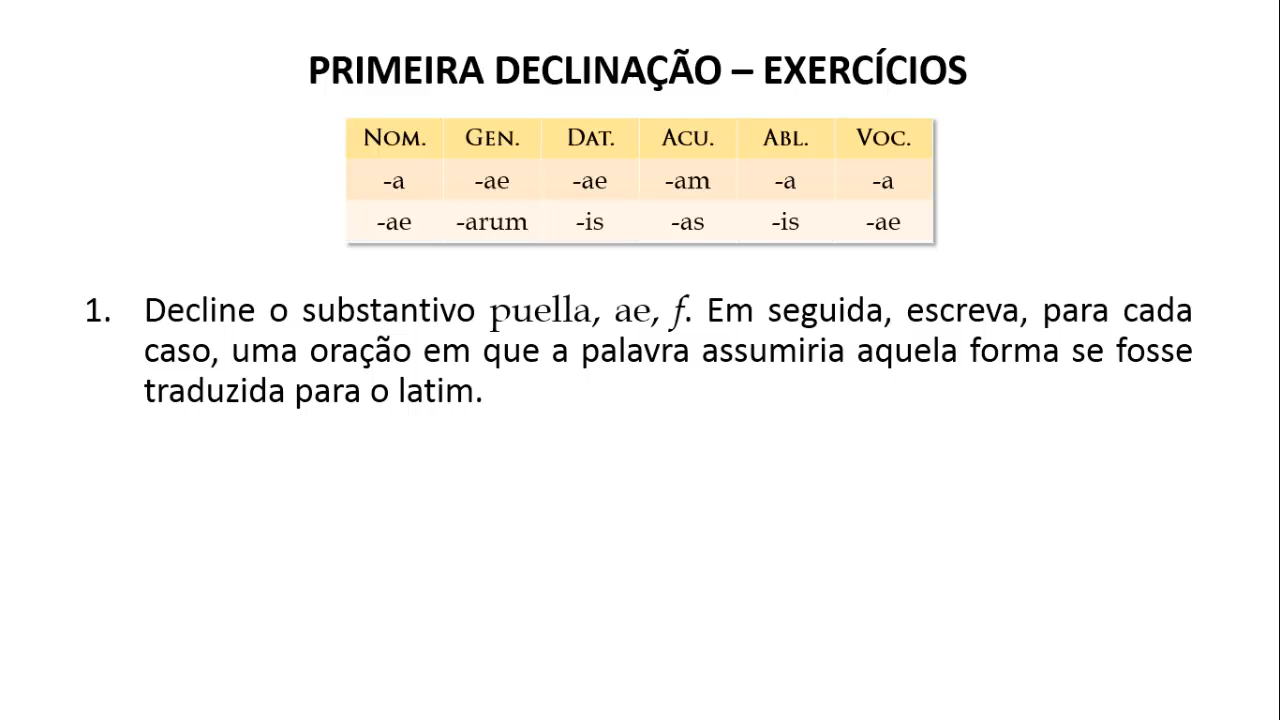 PRIMEIRA DECLINAÇÃO – EXERCÍCIOS
NOM. GEN. DAT. ACU. ABL. VOC.
-a -ae -ae -am -a -a
-ae -arum -is -as -is -ae
1. Decline o substantivo puella, ae, f. Em seguida, escreva, para cada
caso, uma oração em que a palavra assumiria aquela forma se fosse
traduzida para o latim.